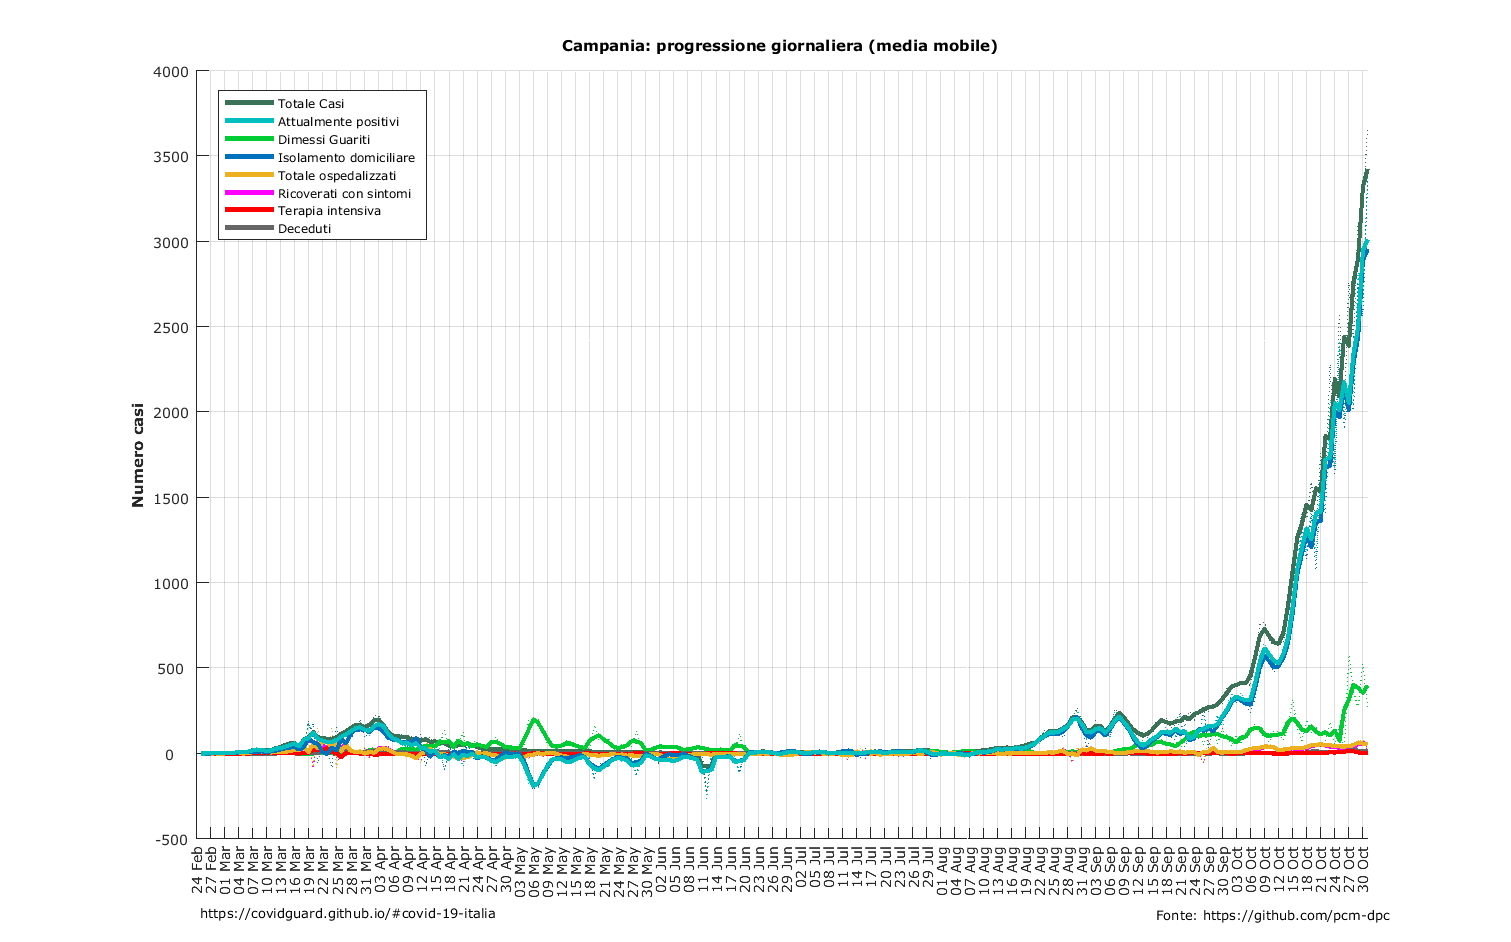 Campania: progressione giornaliera (media mobile)
4000
3500
3000
2500
2000
1500
1000
500
0
-500
Numero casi
Totale Casi
Attualmente positivi
Dimessi Guariti
Isolamento domiciliare
Totale ospedalizzati
Ricoverati con sintomi
Terapia intensiva
Deceduti
24 Feb
27 Feb
01 Mar
04 Mar
07 Mar
10 Mar
13 Mar
16 Mar
19 Mar
22 Mar
25 Mar
28 Mar
31 Mar
03 Apr
06 Apr
09 Apr
12 Apr
15 Apr
18 Apr
21 Apr
24 Apr
27 Apr
30 Apr
03 May
06 May
09 May
12 May
15 May
18 May
21 May
24 May
27 May
30 May
02 Jun
05 Jun
08 Jun
11 Jun
14 Jun
17 Jun
20 Jun
23 Jun
26 Jun
29 Jun
02 Jul
05 Jul
08 Jul
11 Jul
14 Jul
17 Jul
20 Jul
23 Jul
26 Jul
29 Jul
01 Aug
04 Aug
07 Aug
10 Aug
13 Aug
16 Aug
19 Aug
22 Aug
25 Aug
28 Aug
31 Aug
03 Sep
06 Sep
09 Sep
12 Sep
15 Sep
18 Sep
21 Sep
24 Sep
27 Sep
30 Sep
03 Oct
06 Oct
09 Oct
12 Oct
15 Oct
18 Oct
21 Oct
24 Oct
27 Oct
30 Oct
https://covidguard.github.io/#covid-19-italia
Fonte: https://github.com/pcm-dpc